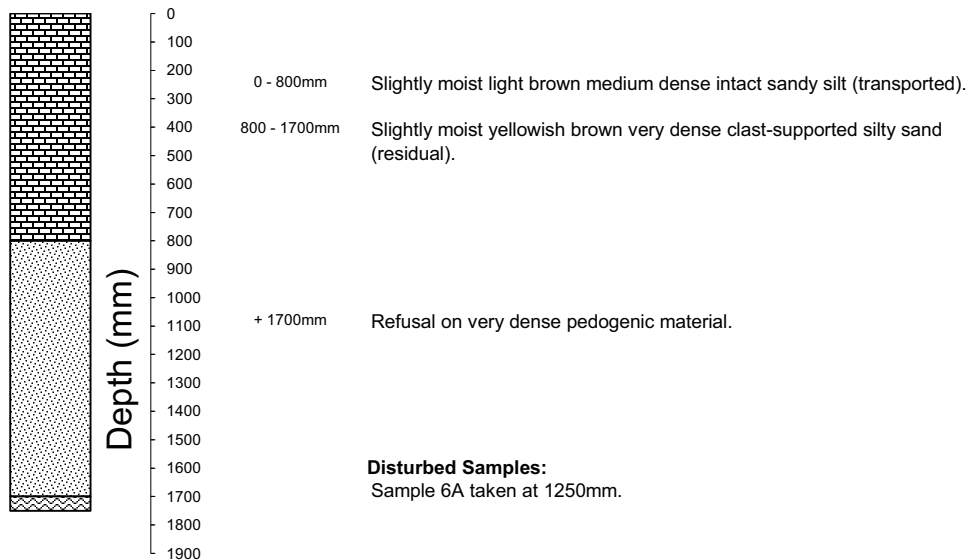 0
100
200
0 - 800mm Slightly moist light brown medium dense intact sandy silt (transported).
300
400
800 - 1700mm Slightly moist yellowish brown very dense clast-supported silty sand
(residual).
500
600
700
800
900
1000
+ 1700mm Refusal on very dense pedogenic material.
1100
1200
1300
1400
1500
Disturbed Samples:
1600
Sample 6A taken at 1250mm.
1700
1800
1900
Depth (mm)